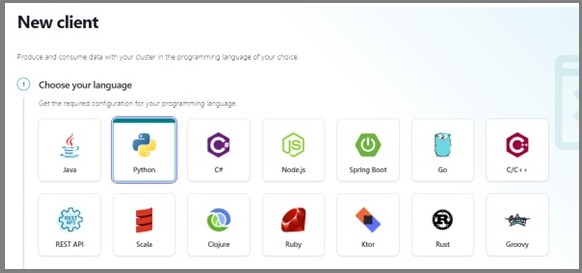 New client
Produce and consume data with your cluster in the programming language of your choice.
1 Choose your language
Get the required configuration for your programming language.
Java Python C# Node.js Spring Boot Go C/C++
REST API Scala Clojure Ruby Ktor Rust Groovy